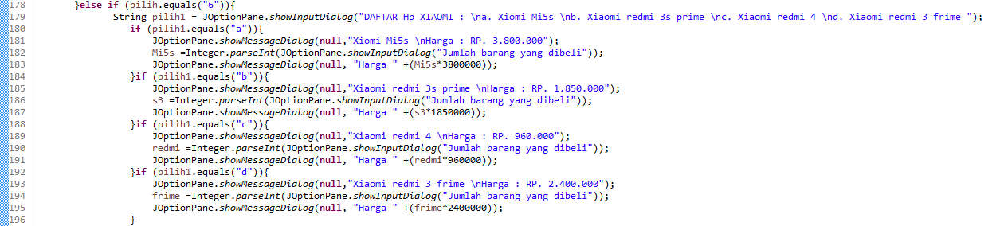 178 }else if (pilih.equals("6")){
179 String pilih1 = JOptionPane.showInputDialog("DAFTAR Hp XIAOMI : \na. Xiomi Mi5s \nb. Xiaomi redmi 3s prime \nc. Xiaomi redmi 4 \nd. Xiaomi redmi 3 frime ");
180 if (pilih1.equals("a")){
181 JOptionPane.showMessageDialog(null,"Xiomi Mi5s \nHarga : RP. 3.800.000");
182 Mi5s =Integer.parseInt(JOptionPane.showInputDialog("Jumlah barang yang dibeli"));
183 JOptionPane.showMessageDialog(null, "Harga " +(Mi5s*3800000));
184 }if (pilih1.equals("b")){
185 JOptionPane.showMessageDialog(null,"Xiaomi redmi 3s prime \nHarga : RP. 1.850.000");
186 s3 =Integer.parseInt(JOptionPane.showInputDialog("Jumlah barang yang dibeli"));
187 JOptionPane.showMessageDialog(null, "Harga " +(s3*1850000));
188 }if (pilih1.equals("c")){
189 JOptionPane.showMessageDialog(null,"Xiaomi redmi 4 \nHarga : RP. 960.000");
190 redmi =Integer.parseInt(JOptionPane.showInputDialog("Jumlah barang yang dibeli"));
191 JOptionPane.showMessageDialog(null, "Harga " +(redmi*960000));
192 }if (pilih1.equals("d")){
193 JOptionPane.showMessageDialog(null,"Xiaomi redmi 3 frime \nHarga : RP. 2.400.000");
194 frime =Integer.parseInt(JOptionPane.showInputDialog("Jumlah barang yang dibeli"));
195 JOptionPane.showMessageDialog(null, "Harga " +(frime*2400000));
196 }